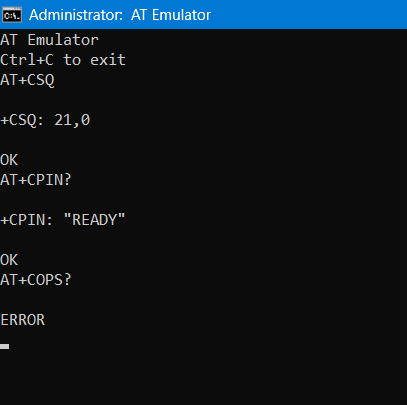 Administrator: AT Emulator
AT Emulator
Ctrl+C to exit
AT+CSQ
+CSQ: 21,0
OK
AT+CPIN?
+CPIN: "READY"
OK
AT+COPS?
ERROR